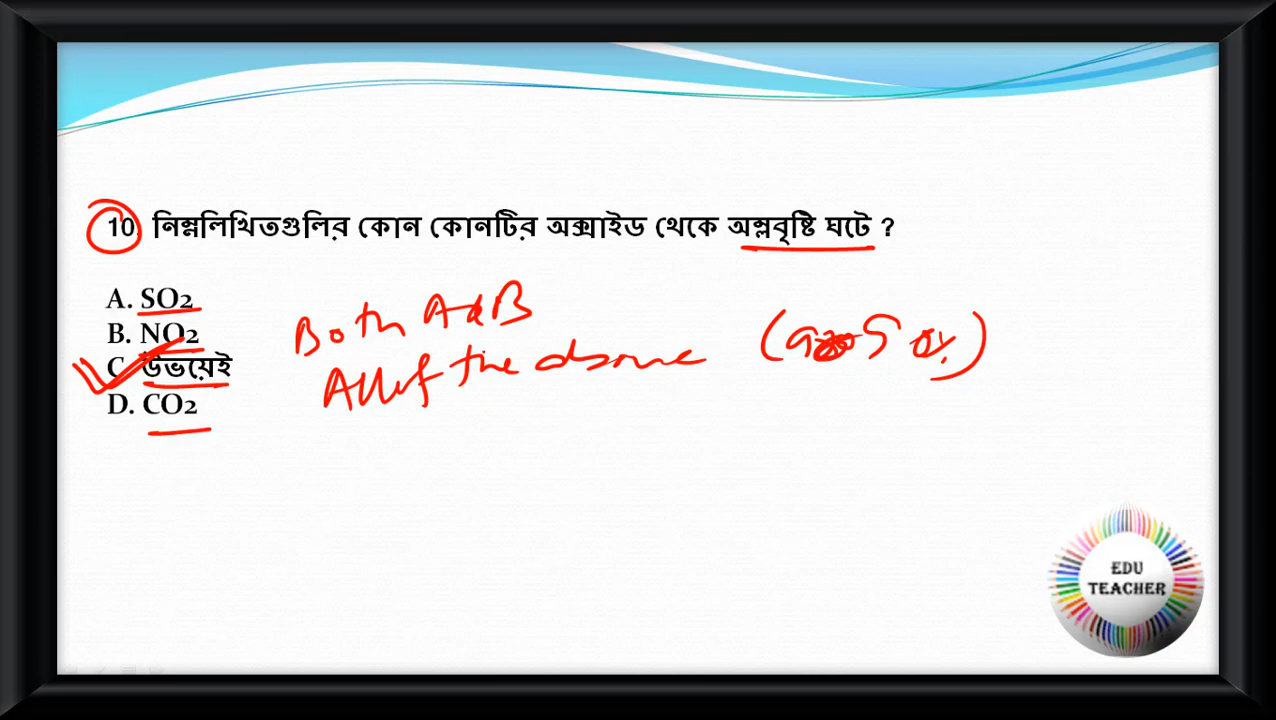 10. নিম্নলিখিতগুলির কোন কোনটির অক্সাইড থেকে অম্লবৃষ্টি ঘটে ?
A. SO2
B. NO2
C. উভয়েই
D. CO2
Both A & B
All of the above
EDU
TEACHER